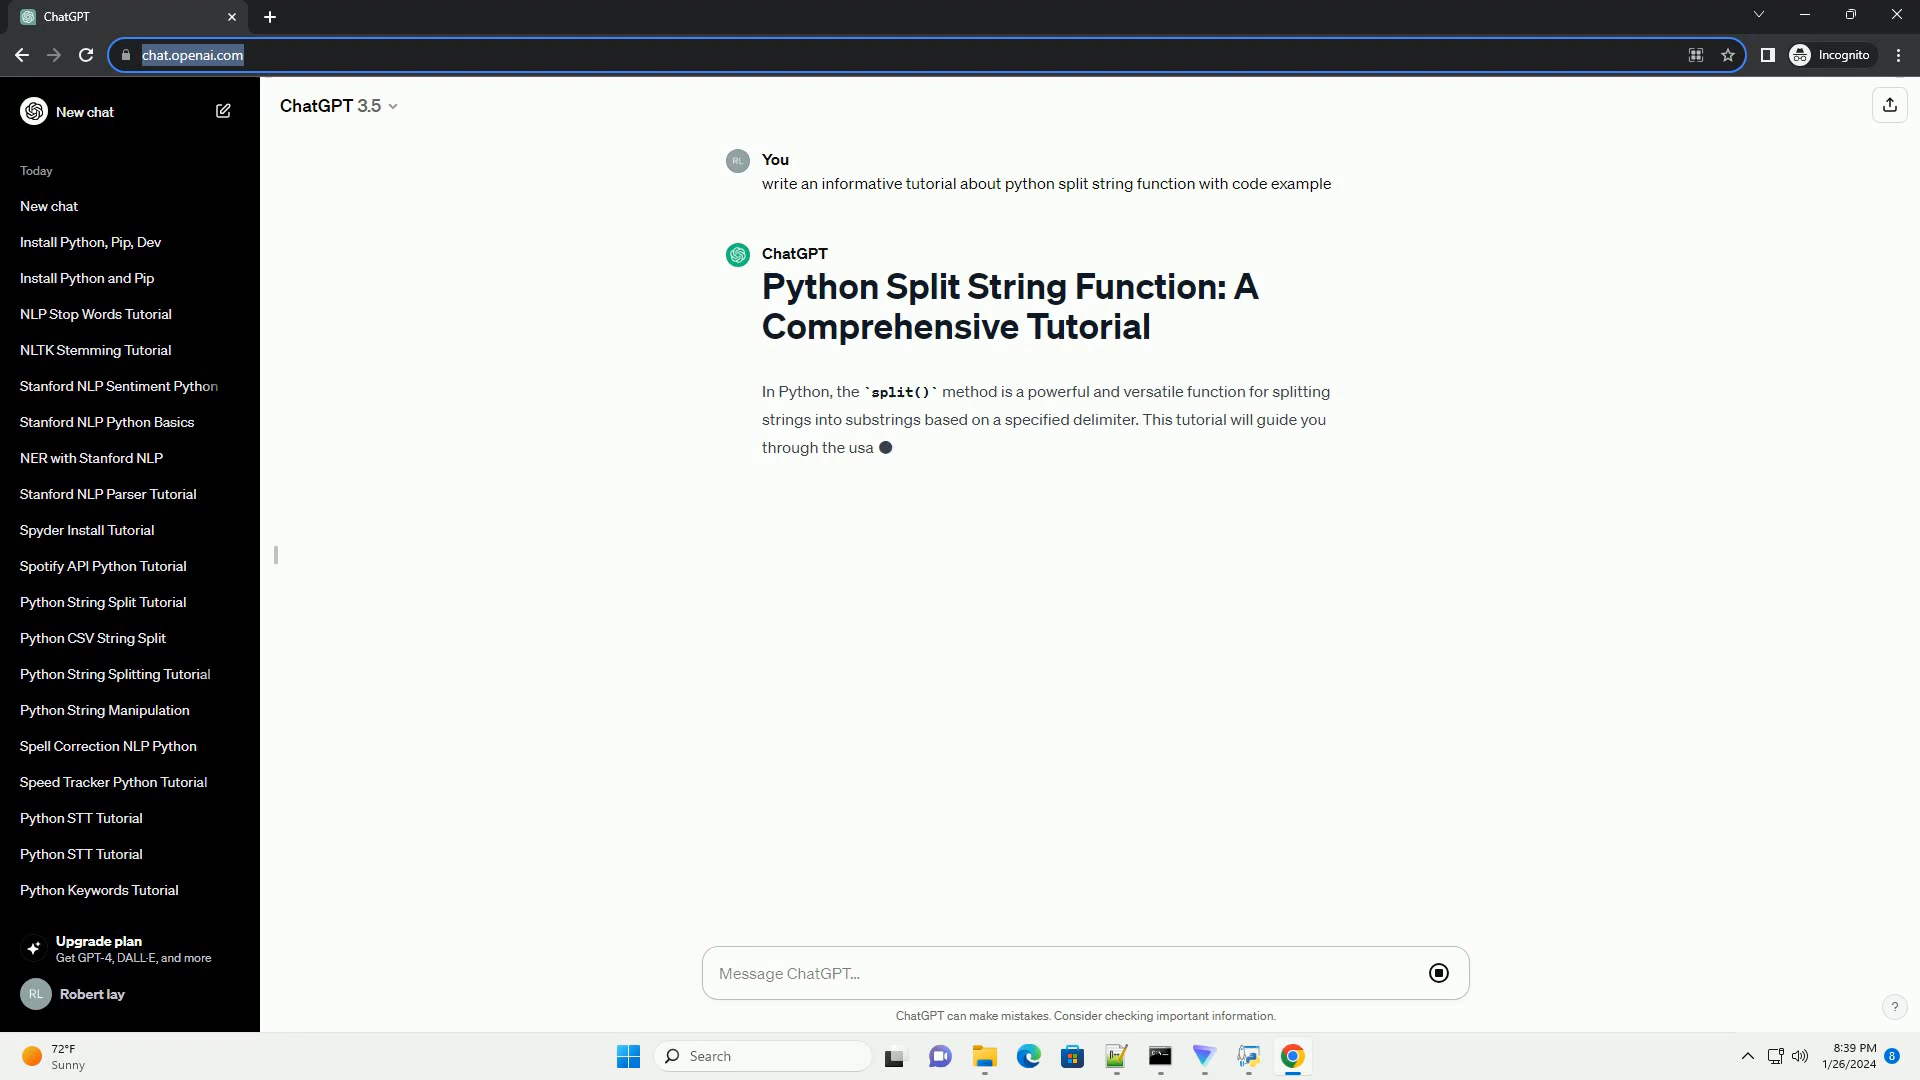 ChatGPT
chat.openai.com
Incognito
New chat
ChatGPT 3.5
Today
New chat
Install Python, Pip, Dev
Install Python and Pip
NLP Stop Words Tutorial
NLTK Stemming Tutorial
Stanford NLP Sentiment Python
Stanford NLP Python Basics
NER with Stanford NLP
Stanford NLP Parser Tutorial
Spyder Install Tutorial
Spotify API Python Tutorial
Python String Split Tutorial
Python CSV String Split
Python String Splitting Tutorial
Python String Manipulation
Spell Correction NLP Python
Speed Tracker Python Tutorial
Python STT Tutorial
Python STT Tutorial
Python Keywords Tutorial
Upgrade plan
Get GPT-4, DALL·E, and more
RL
Robert lay
RL
You
write an informative tutorial about python split string function with code example
ChatGPT
Python Split String Function: A
Comprehensive Tutorial
In Python, the `split()` method is a powerful and versatile function for splitting
strings into substrings based on a specified delimiter. This tutorial will guide you
through the usa
Message ChatGPT...
ChatGPT can make mistakes. Consider checking important information.
?
72°F
Sunny
Search
8:39 PM
1/26/2024
8